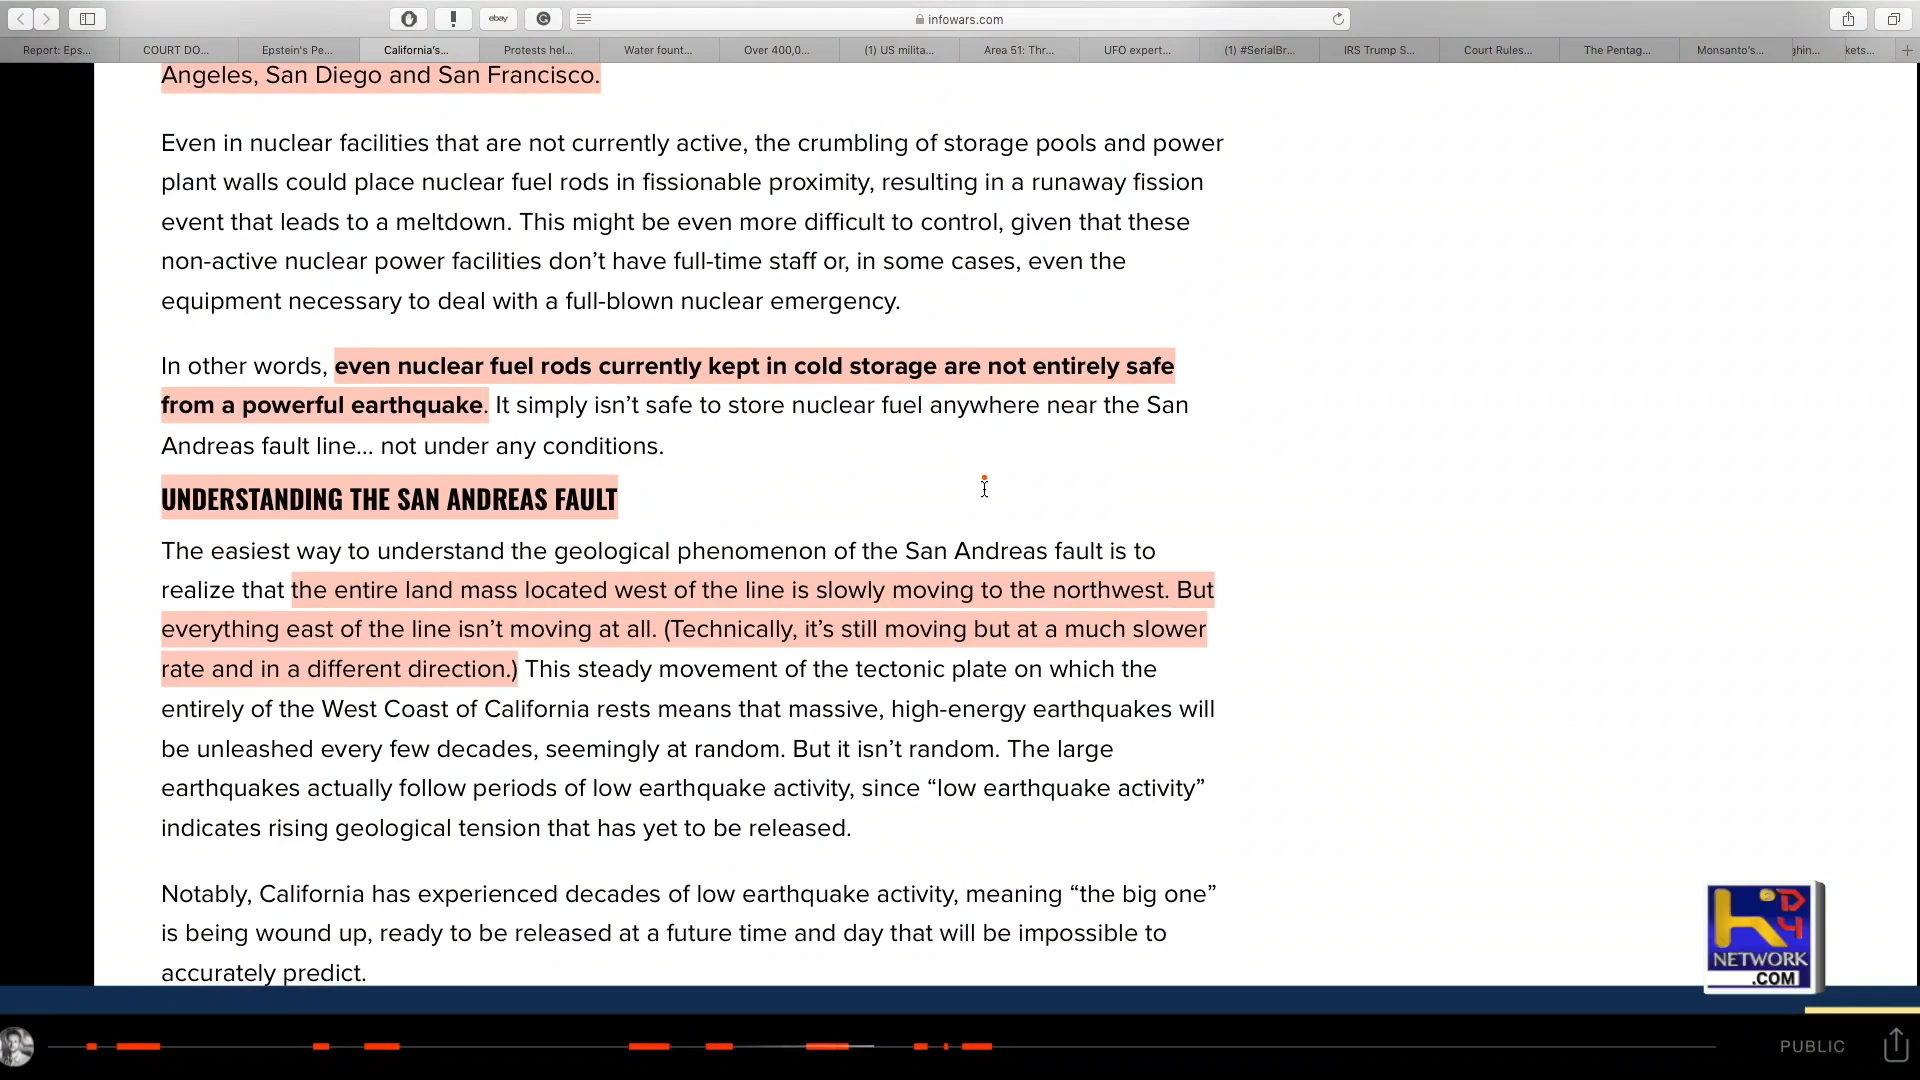 ebay
infowars.com
Report: Eps...
COURT DO...
Epstein's Pe...
California's...
Protests hel...
Water fount...
Over 400,0...
(1) US milita...
Area 51: Thr...
UFO expert...
(1) #SerialBr...
IRS Trump S...
Court Rules...
The Pentag...
Monsanto's...
ghin...
kets...
Angeles, San Diego and San Francisco.
Even in nuclear facilities that are not currently active, the crumbling of storage pools and power
plant walls could place nuclear fuel rods in fissionable proximity, resulting in a runaway fission
event that leads to a meltdown. This might be even more difficult to control, given that these
non-active nuclear power facilities don’t have full-time staff or, in some cases, even the
equipment necessary to deal with a full-blown nuclear emergency.
In other words, even nuclear fuel rods currently kept in cold storage are not entirely safe
from a powerful earthquake. It simply isn’t safe to store nuclear fuel anywhere near the San
Andreas fault line… not under any conditions.
UNDERSTANDING THE SAN ANDREAS FAULT
The easiest way to understand the geological phenomenon of the San Andreas fault is to
realize that the entire land mass located west of the line is slowly moving to the northwest. But
everything east of the line isn’t moving at all. (Technically, it’s still moving but at a much slower
rate and in a different direction.) This steady movement of the tectonic plate on which the
entirely of the West Coast of California rests means that massive, high-energy earthquakes will
be unleashed every few decades, seemingly at random. But it isn’t random. The large
earthquakes actually follow periods of low earthquake activity, since “low earthquake activity”
indicates rising geological tension that has yet to be released.
Notably, California has experienced decades of low earthquake activity, meaning “the big one”
is being wound up, ready to be released at a future time and day that will be impossible to
accurately predict.
NETWORK
.COM
PUBLIC